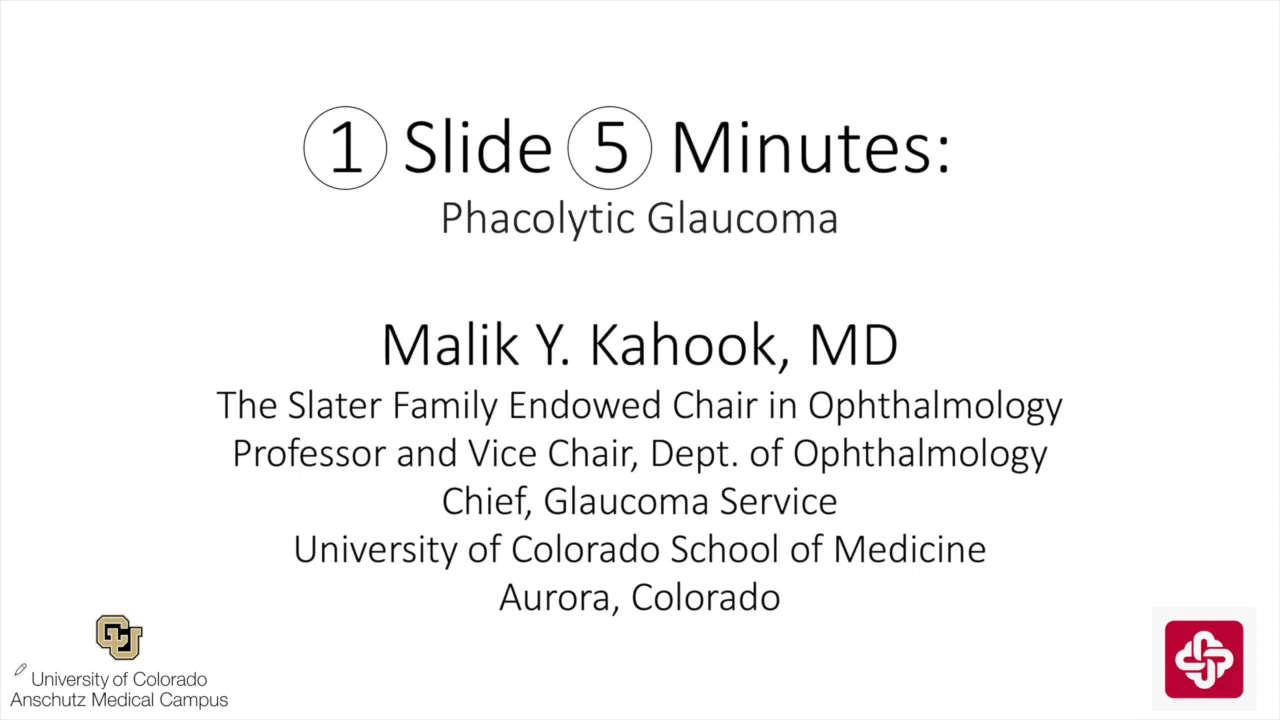 1 Slide 5 Minutes:
Phacolytic Glaucoma
Malik Y. Kahook, MD
The Slater Family Endowed Chair in Ophthalmology
Professor and Vice Chair, Dept. of Ophthalmology
Chief, Glaucoma Service
University of Colorado School of Medicine
Aurora, Colorado
CU
University of Colorado
Anschutz Medical Campus